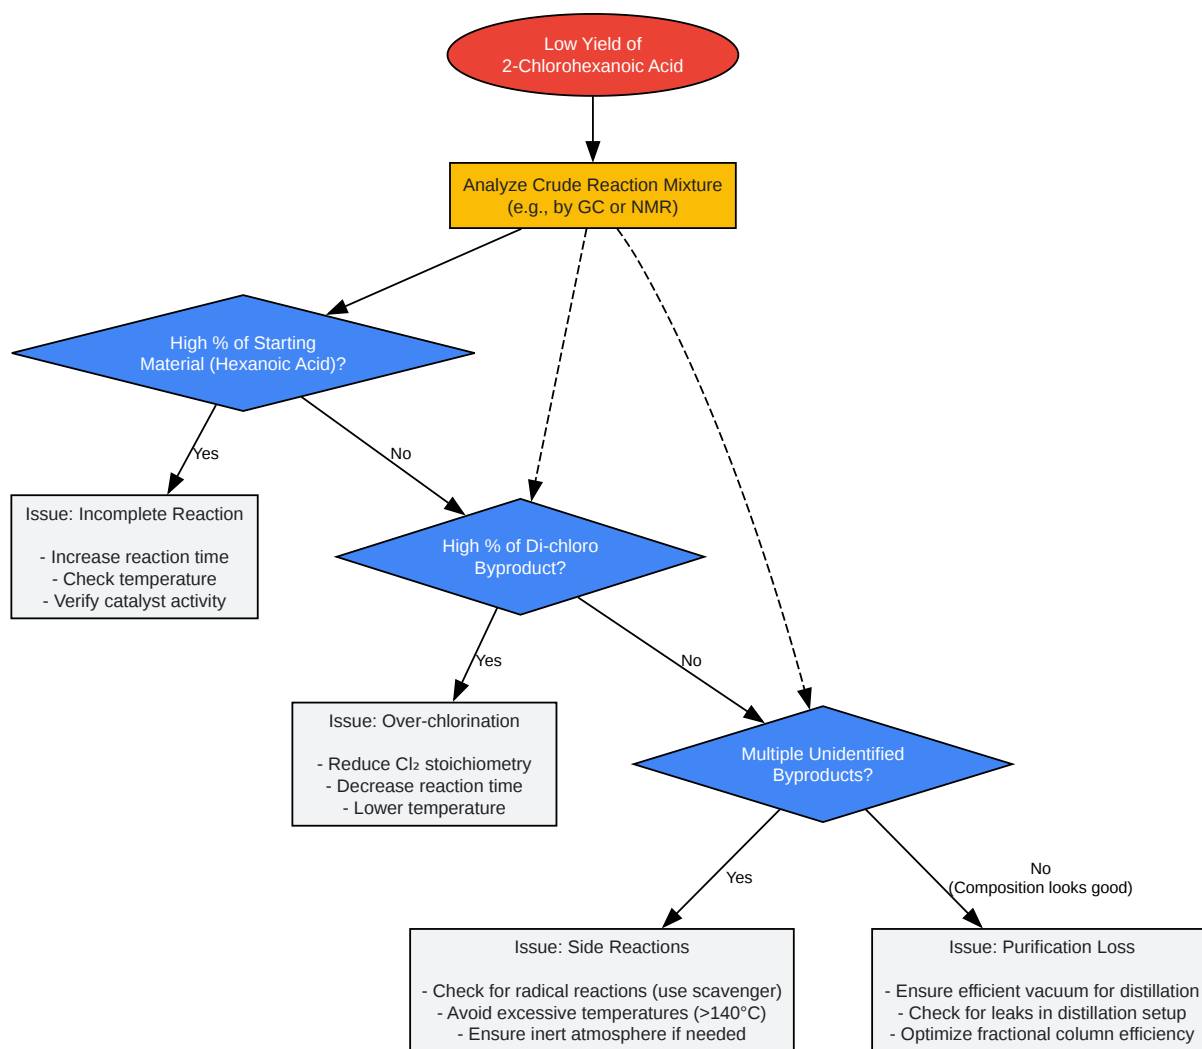 Low Yield of
2-Chlorohexanoic Acid
Analyze Crude Reaction Mixture
(e.g., by GC or NMR)
High % of Starting
Material (Hexanoic Acid)?
Yes
No
Issue: Incomplete Reaction
- Increase reaction time
- Check temperature
- Verify catalyst activity
High % of Di-chloro
Byproduct?
Yes
No
Issue: Over-chlorination
- Reduce Cl₂ stoichiometry
- Decrease reaction time
- Lower temperature
Multiple Unidentified
Byproducts?
Yes
No
(Composition looks good)
Issue: Side Reactions
- Check for radical reactions (use scavenger)
- Avoid excessive temperatures (>140°C)
- Ensure inert atmosphere if needed
Issue: Purification Loss
- Ensure efficient vacuum for distillation
- Check for leaks in distillation setup
- Optimize fractional column efficiency